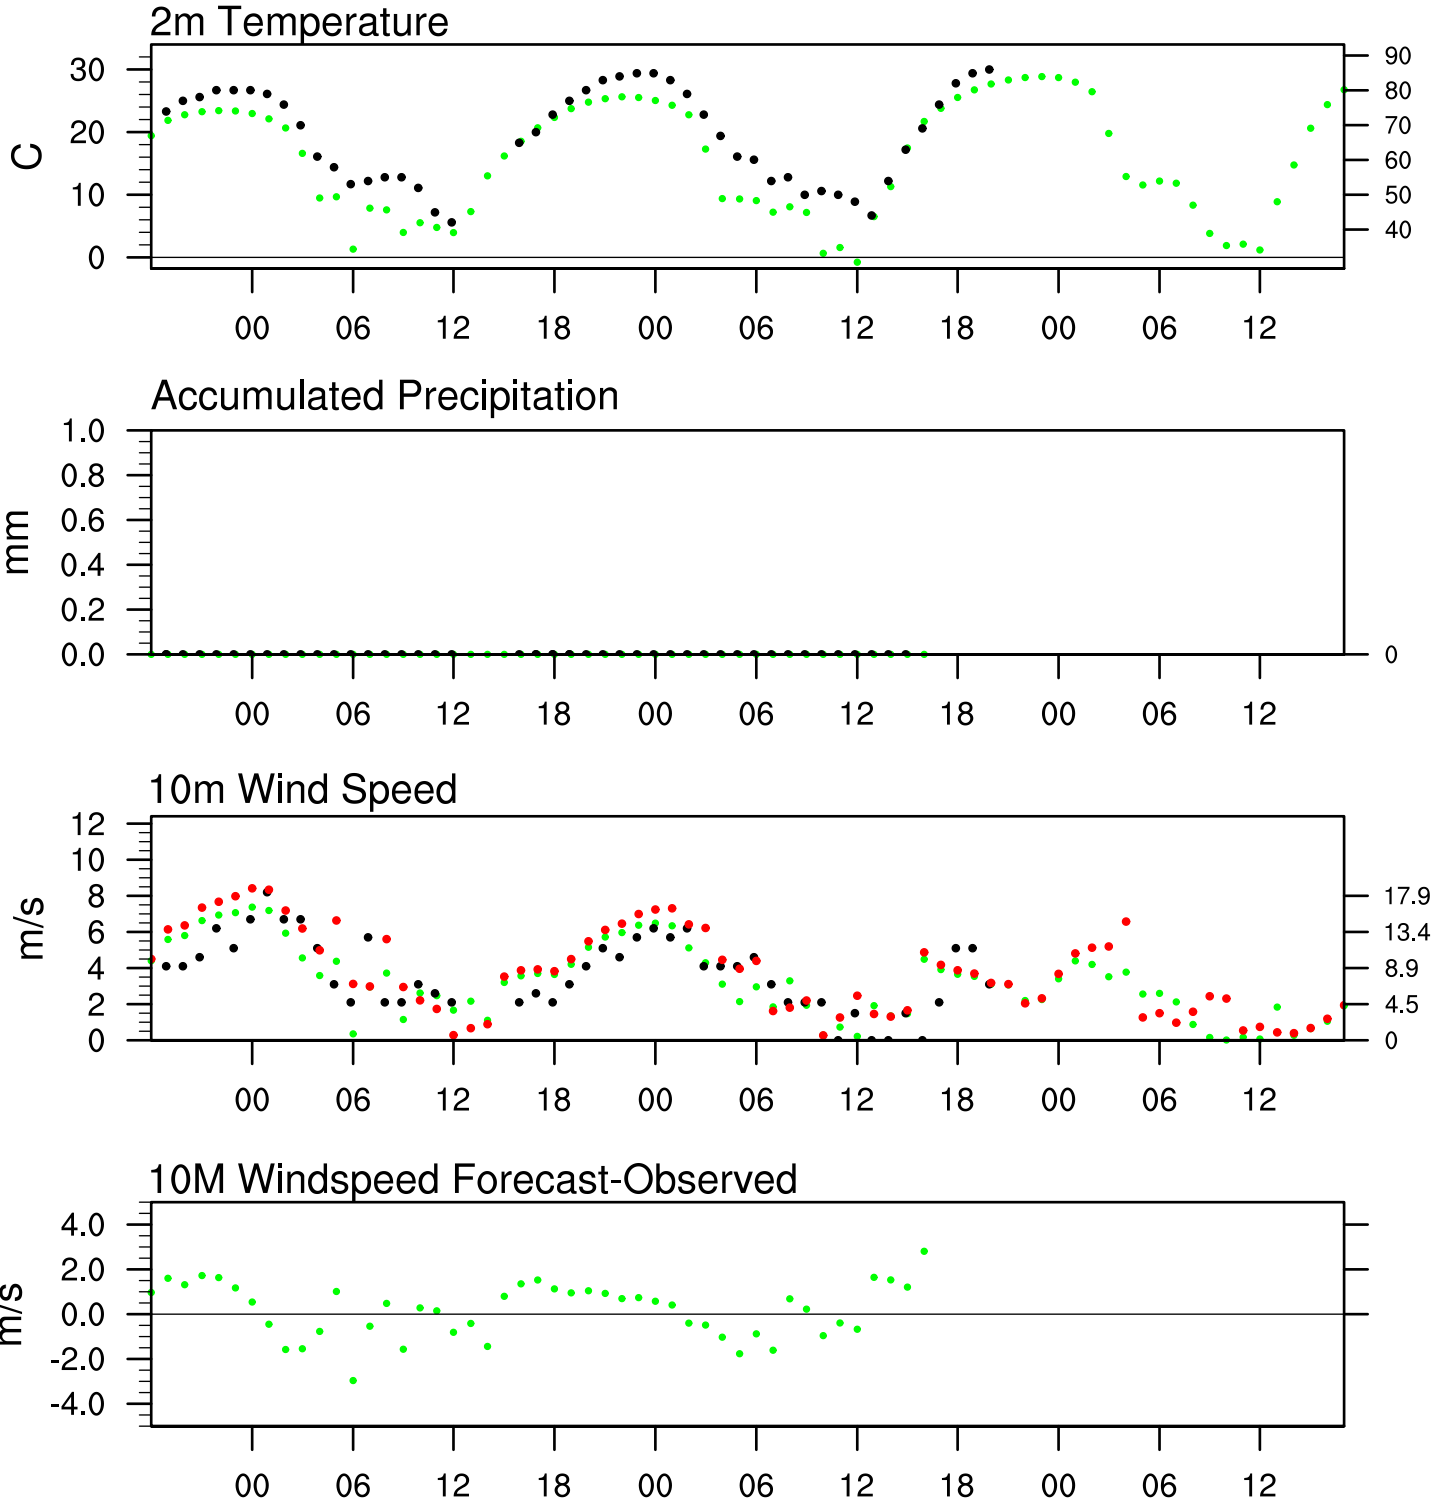 2m Temperature
C
30
20
10
0
90
80
70
60
50
40
00 06 12 18 00 06 12 18 00 06 12
Accumulated Precipitation
mm
1.0
0.8
0.6
0.4
0.2
0.0
0
00 06 12 18 00 06 12 18 00 06 12
10m Wind Speed
m/s
12
10
8
6
4
2
0
17.9
13.4
8.9
4.5
0
00 06 12 18 00 06 12 18 00 06 12
10M Windspeed Forecast-Observed
m/s
4.0
2.0
0.0
-2.0
-4.0
00 06 12 18 00 06 12 18 00 06 12